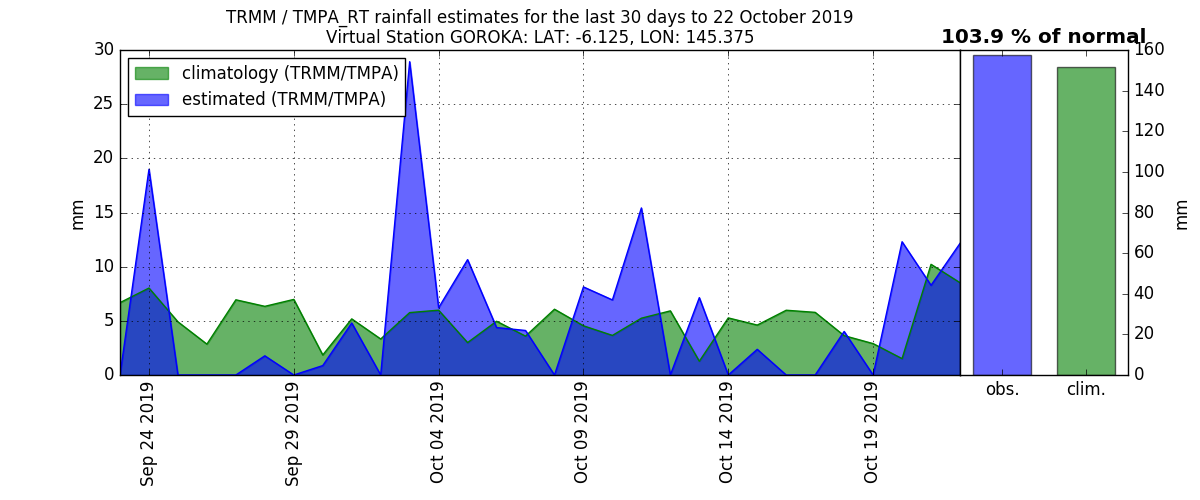 TRMM / TMPA_RT rainfall estimates for the last 30 days to 22 October 2019
Virtual Station GOROKA: LAT: -6.125, LON: 145.375
103.9 % of normal
climatology (TRMM/TMPA)
estimated (TRMM/TMPA)
30
25
20
15
10
5
0
mm
Sep 24 2019
Sep 29 2019
Oct 04 2019
Oct 09 2019
Oct 14 2019
Oct 19 2019
160
140
120
100
80
60
40
20
0
mm
obs.
clim.